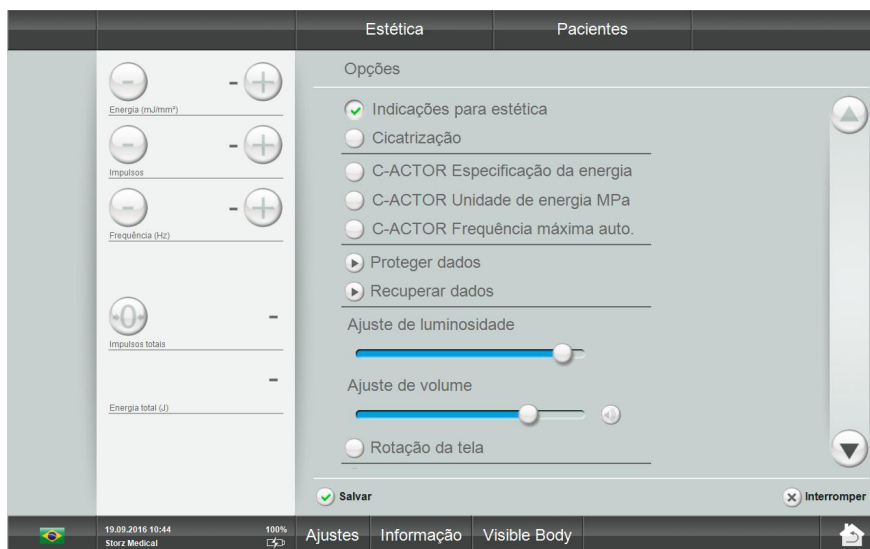 Estética
Pacientes
Opções
- +
Energia (mJ/mm²)
-
- +
Impulsos
-
- +
Frequência (Hz)
-
0
Impulsos totais
-
Energia total (J)
-
Indicações para estética
Cicatrização
C-ACTOR Especificação da energia
C-ACTOR Unidade de energia MPa
C-ACTOR Frequência máxima auto.
Proteger dados
Recuperar dados
Ajuste de luminosidade
Ajuste de volume
Rotação da tela
Salvar
Interromper
19.09.2016 10:44
100%
Storz Medical
Ajustes
Informação
Visible Body